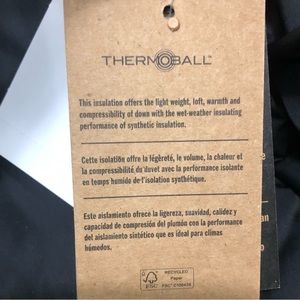 THERMOBALL™
This insulation offers the light weight, loft, warmth and
compressibility of down with the wet-weather insulating
performance of synthetic insulation.
Cette isolation offre la légèreté, le volume, la chaleur et
la compressibilité du duvet avec la performance isolante
en temps humide de l'isolation synthétique.
Este aislamiento ofrece la ligereza, suavidad, calidez y
capacidad de compresión del plumón con la performance
del aislamiento sintético que es ideal para climas
húmedos.
FSC
RECYCLED
Paper